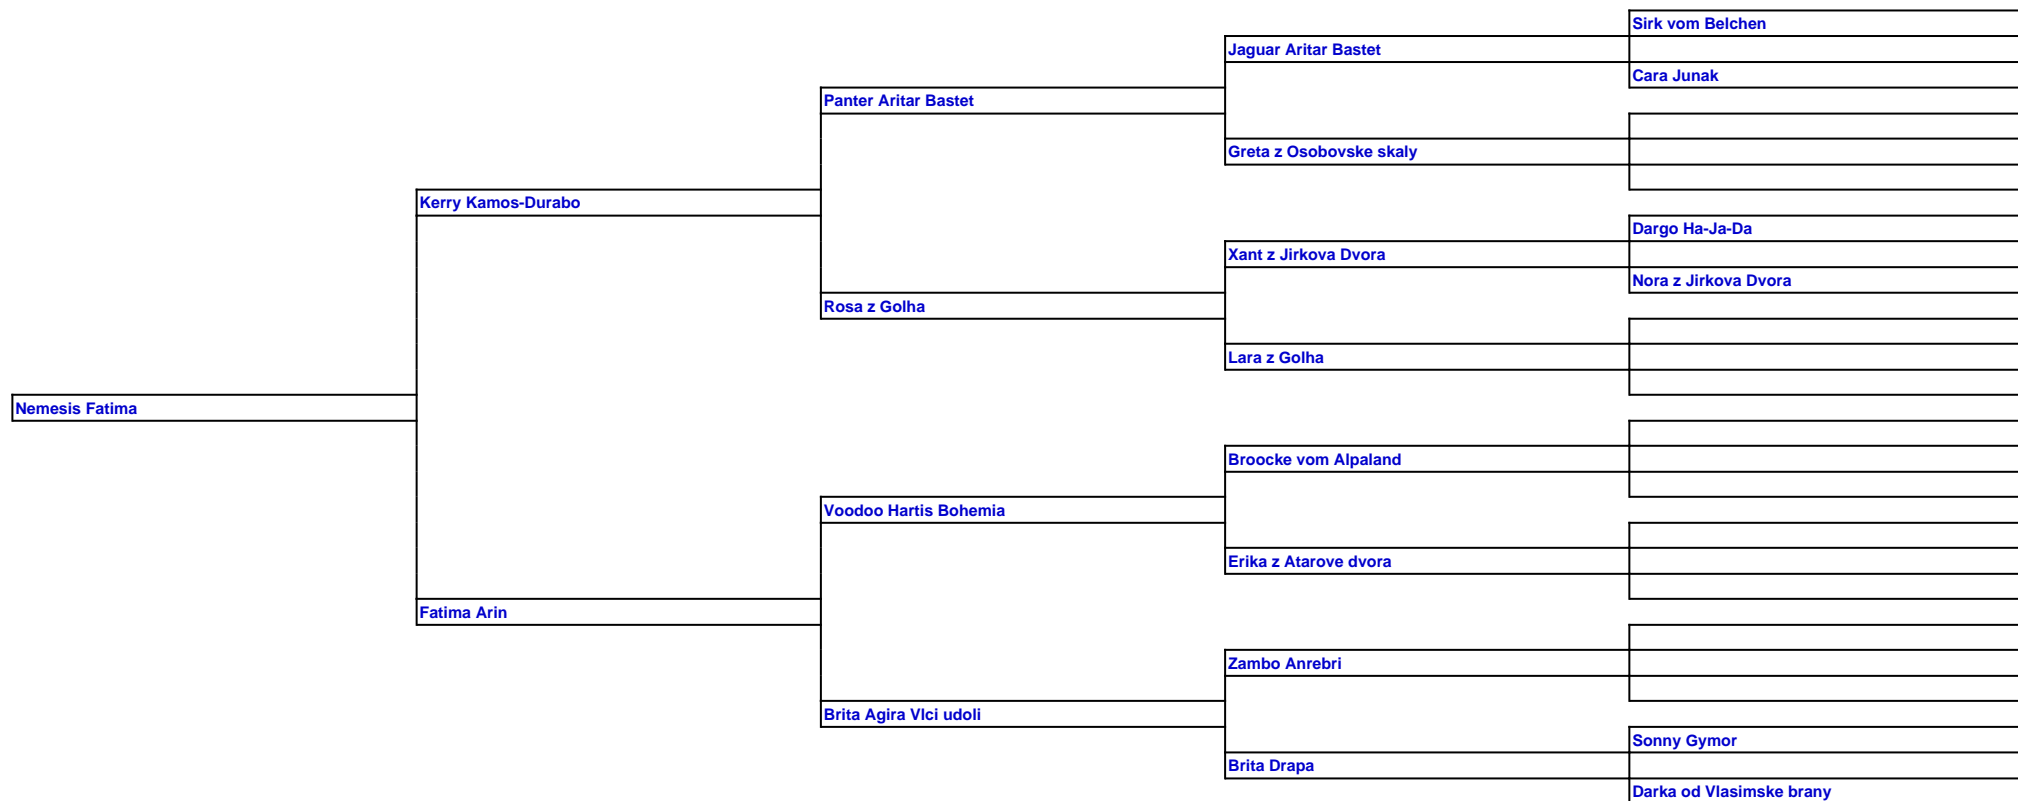 Sirk vom Belchen
Jaguar Aritar Bastet
Cara Junak
Panter Aritar Bastet
Greta z Osobovske skaly
Kerry Kamos-Durabo
Dargo Ha-Ja-Da
Xant z Jirkova Dvora
Nora z Jirkova Dvora
Rosa z Golha
Lara z Golha
Nemesis Fatima
Broocke vom Alpaland
Voodoo Hartis Bohemia
Erika z Atarove dvora
Fatima Arin
Zambo Anrebri
Brita Agira Vlci udoli
Sonny Gymor
Brita Drapa
Darka od Vlasimske brany